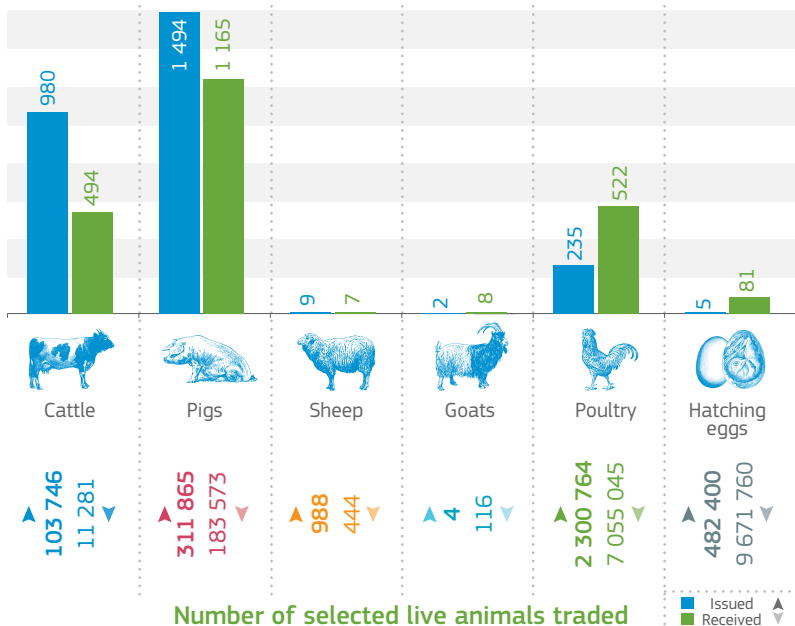 980
494
1 494
1 165
9
7
2
8
235
522
5
81
Cattle
Pigs
Sheep
Goats
Poultry
Hatching
eggs
103 746
11 281
311 865
183 573
988
444
4
116
2 300 764
7 055 045
482 400
9 671 760
Number of selected live animals traded
Issued
Received